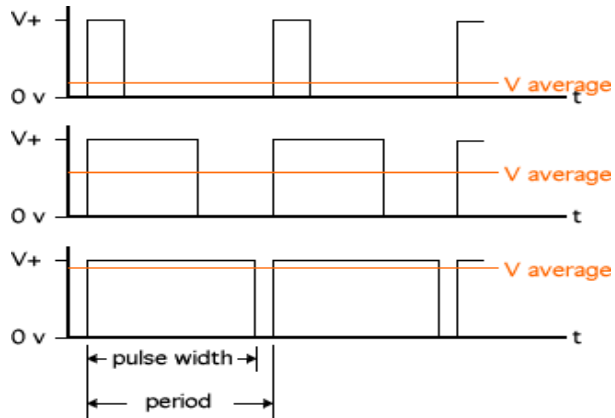 V+
V average
0 v
t
V+
V average
0 v
t
V+
V average
0 v
t
pulse width
period